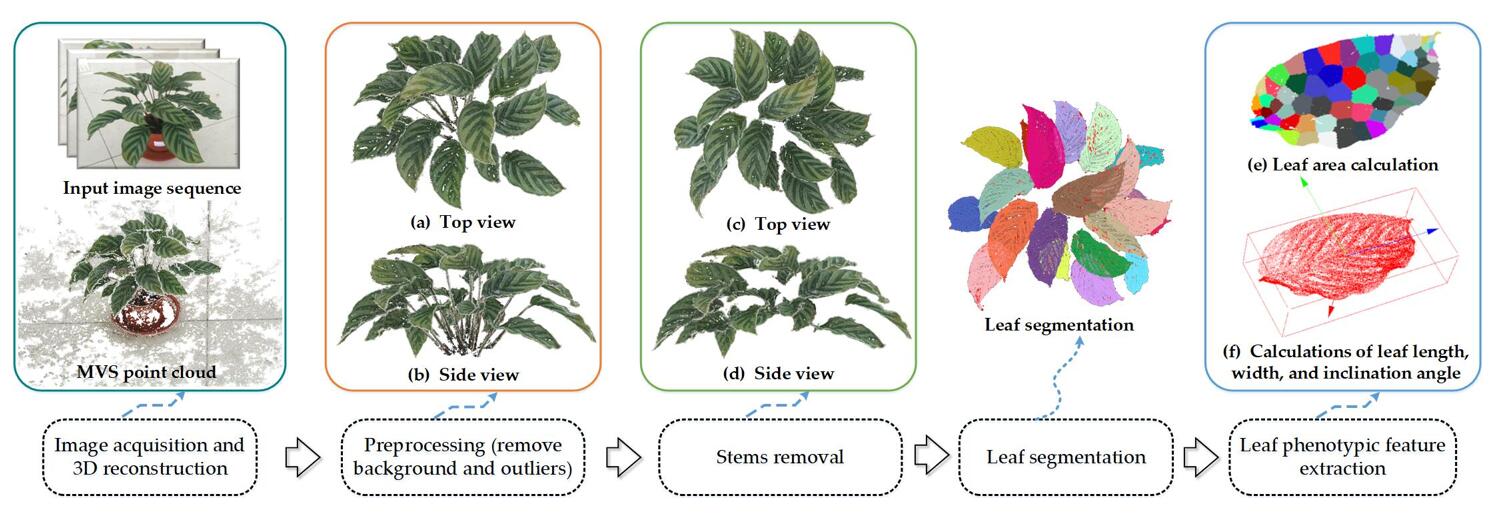 Input image sequence
MVS point cloud
(a) Top view
(b) Side view
(c) Top view
(d) Side view
Leaf segmentation
(e) Leaf area calculation
(f) Calculations of leaf length,
width, and inclination angle
Image acquisition and
3D reconstruction
Preprocessing (remove
background and outliers)
Stems removal
Leaf segmentation
Leaf phenotypic feature
extraction